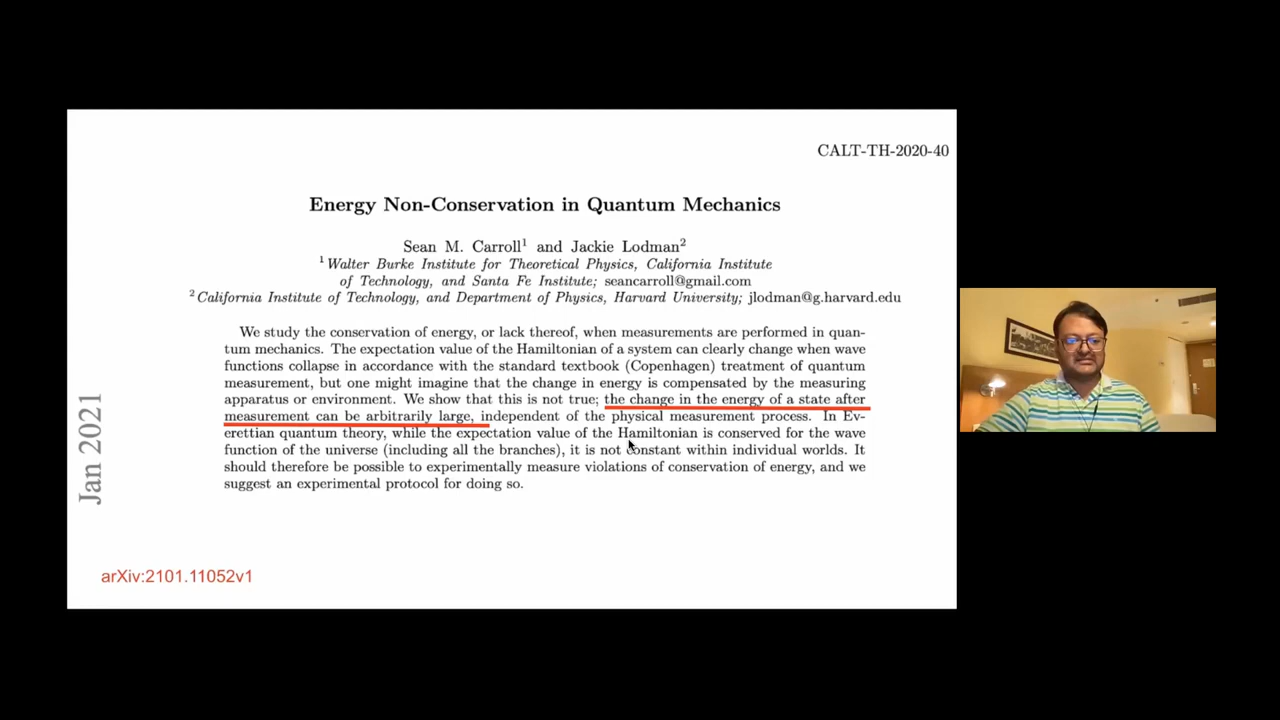 CALT-TH-2020-40
Energy Non-Conservation in Quantum Mechanics
Sean M. Carroll¹ and Jackie Lodman²
¹Walter Burke Institute for Theoretical Physics, California Institute
of Technology, and Santa Fe Institute; seancarroll@gmail.com
²California Institute of Technology, and Department of Physics, Harvard University; jlodman@g.harvard.edu
We study the conservation of energy, or lack thereof, when measurements are performed in quan-
tum mechanics. The expectation value of the Hamiltonian of a system can clearly change when wave
functions collapse in accordance with the standard textbook (Copenhagen) treatment of quantum
measurement, but one might imagine that the change in energy is compensated by the measuring
apparatus or environment. We show that this is not true; the change in the energy of a state after
measurement can be arbitrarily large, independent of the physical measurement process. In Ev-
erettian quantum theory, while the expectation value of the Hamiltonian is conserved for the wave
function of the universe (including all the branches), it is not constant within individual worlds. It
should therefore be possible to experimentally measure violations of conservation of energy, and we
suggest an experimental protocol for doing so.
Jan 2021
arXiv:2101.11052v1